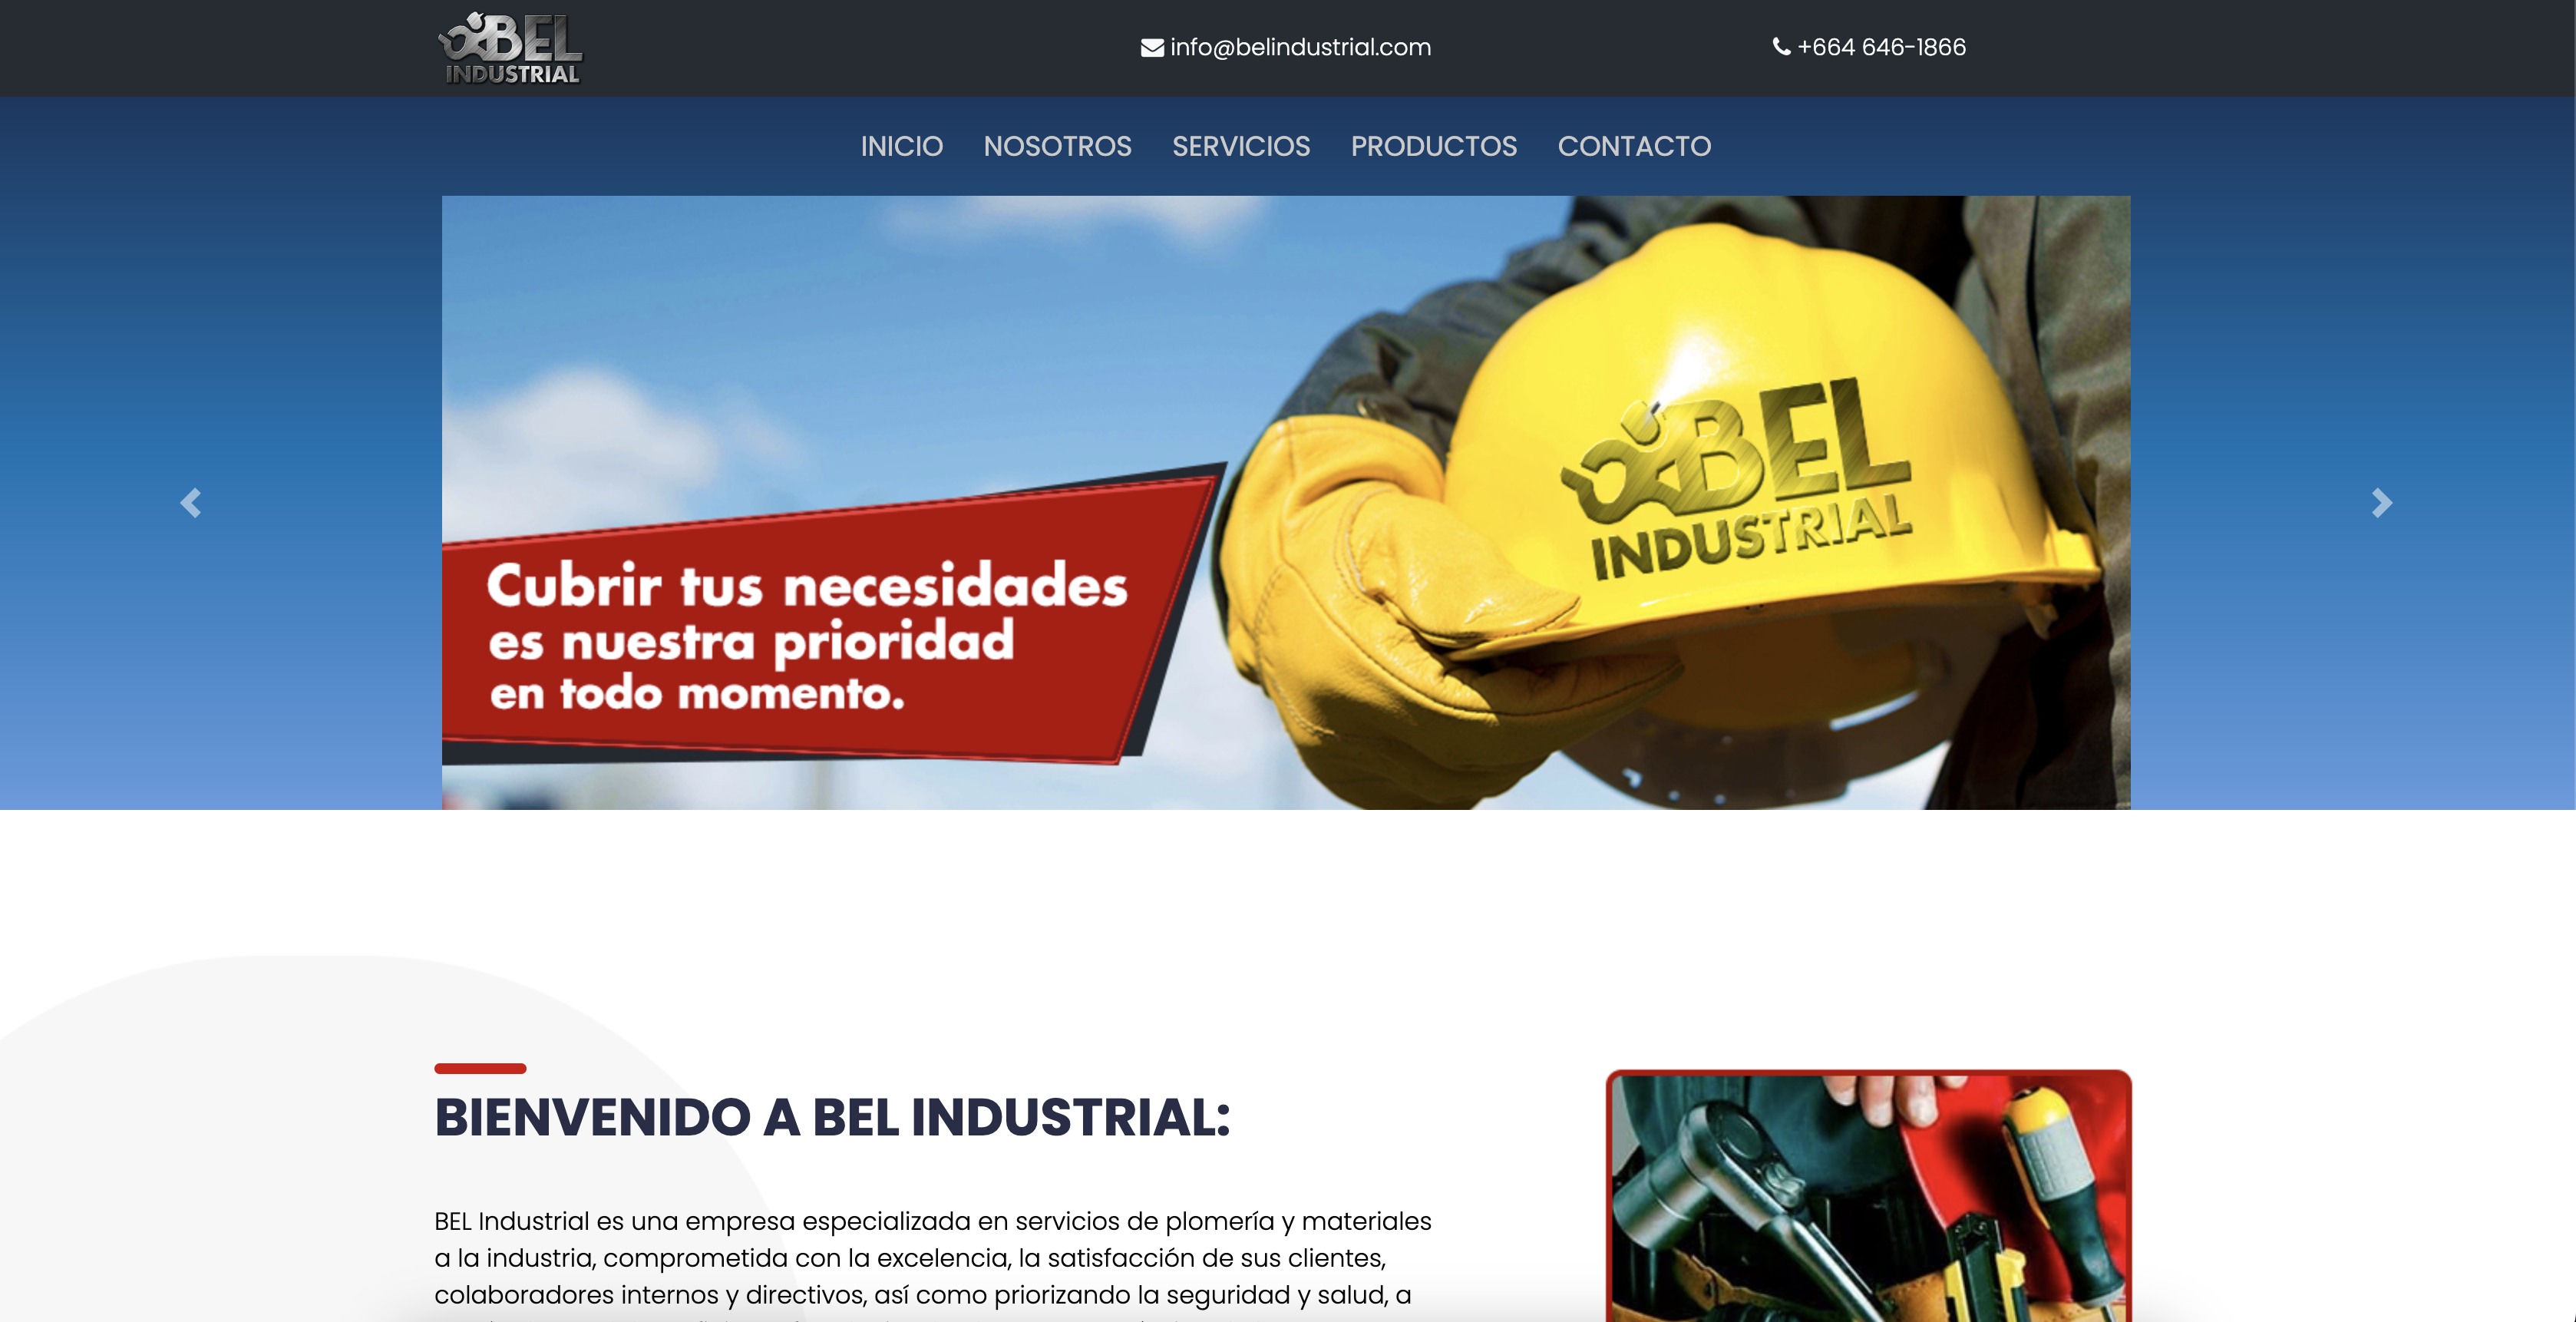 BEL
INDUSTRIAL
info@belindustrial.com
+664 646-1866
INICIO NOSOTROS SERVICIOS PRODUCTOS CONTACTO
BEL
INDUSTRIAL
Cubrir tus necesidades
es nuestra prioridad
en todo momento.
BIENVENIDO A BEL INDUSTRIAL:
BEL Industrial es una empresa especializada en servicios de plomería y materiales
a la industria, comprometida con la excelencia, la satisfacción de sus clientes,
colaboradores internos y directivos, así como priorizando la seguridad y salud, a